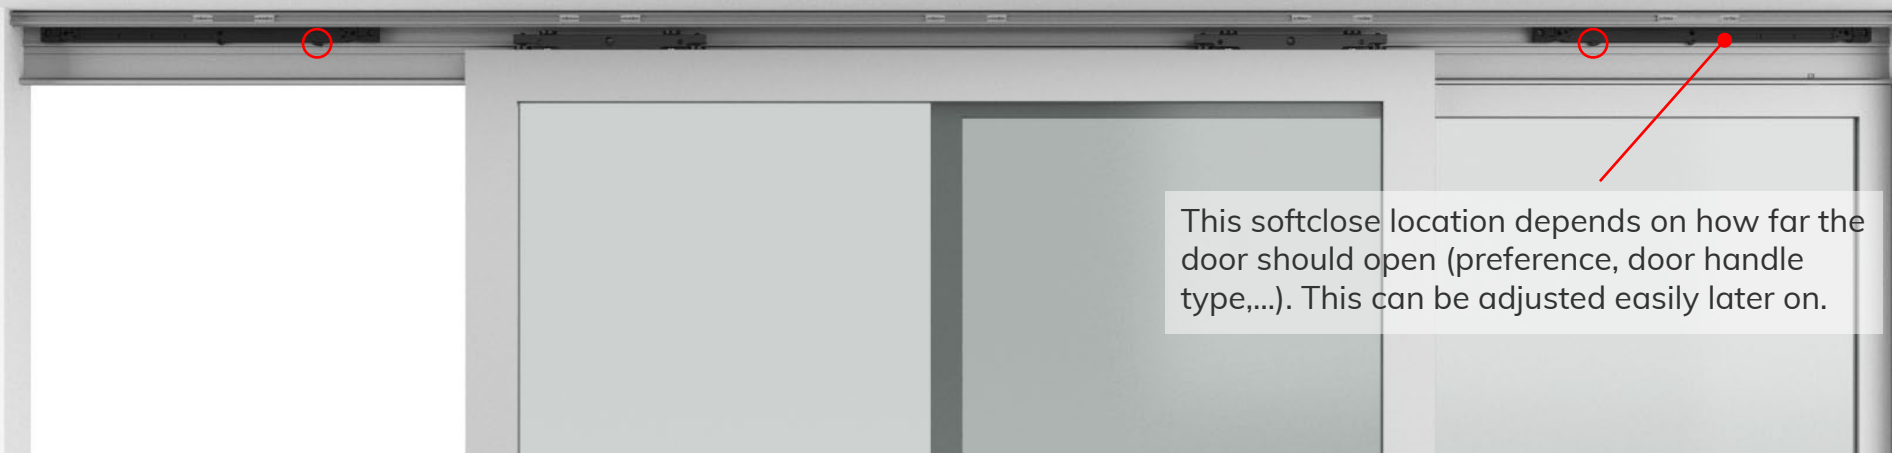 This softclose location depends on how far the
door should open (preference, door handle
type,...). This can be adjusted easily later on.